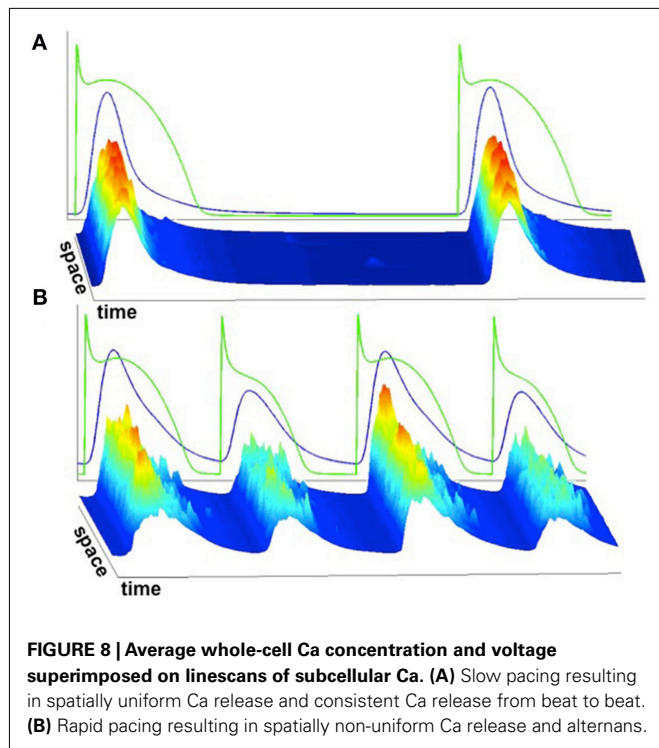 A
space
time
B
space
time
FIGURE 8 | Average whole-cell Ca concentration and voltage
superimposed on linescans of subcellular Ca. (A) Slow pacing resulting
in spatially uniform Ca release and consistent Ca release from beat to beat.
(B) Rapid pacing resulting in spatially non-uniform Ca release and alternans.